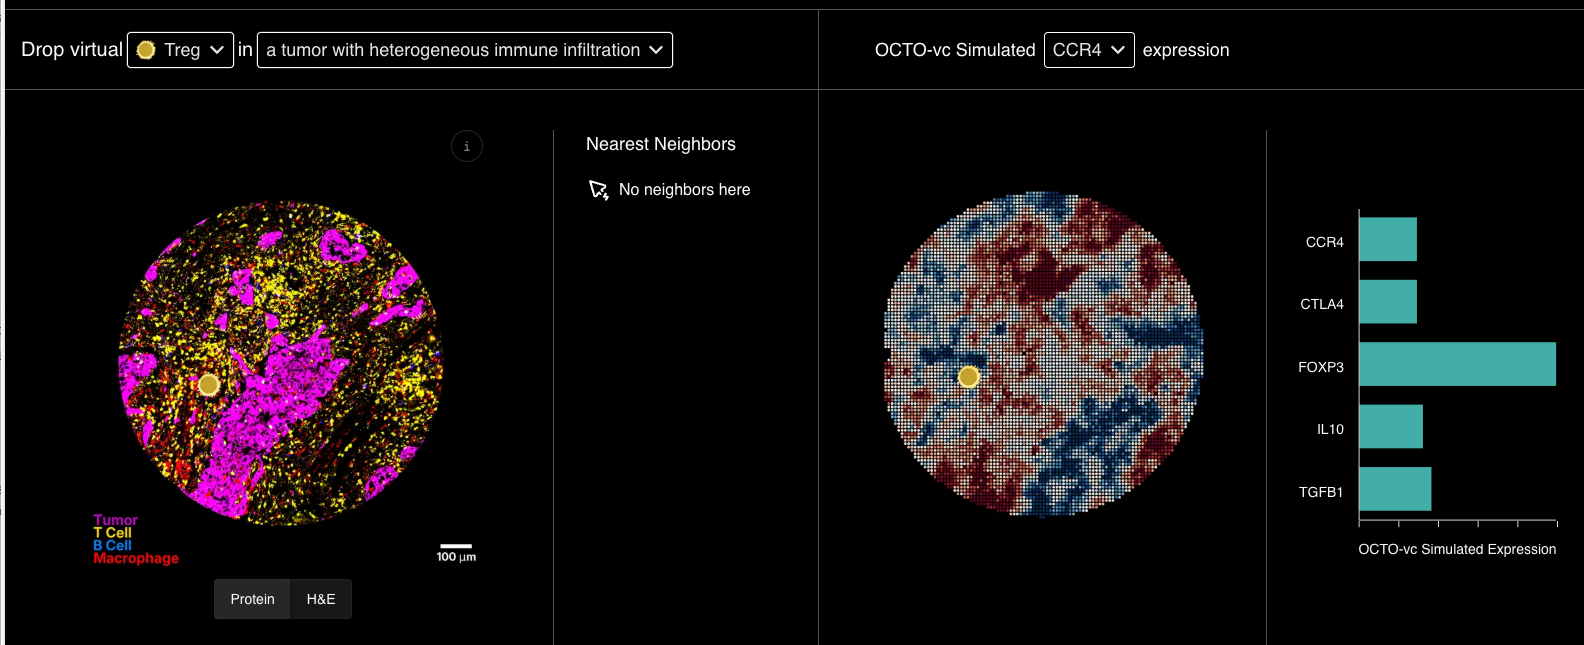 Drop virtual Treg in a tumor with heterogeneous immune infiltration
OCTO-vc Simulated CCR4 expression
i
Nearest Neighbors
No neighbors here
Tumor
T Cell
B Cell
Macrophage
100 µm
Protein H&E
CCR4
CTLA4
FOXP3
IL10
TGFB1
OCTO-vc Simulated Expression